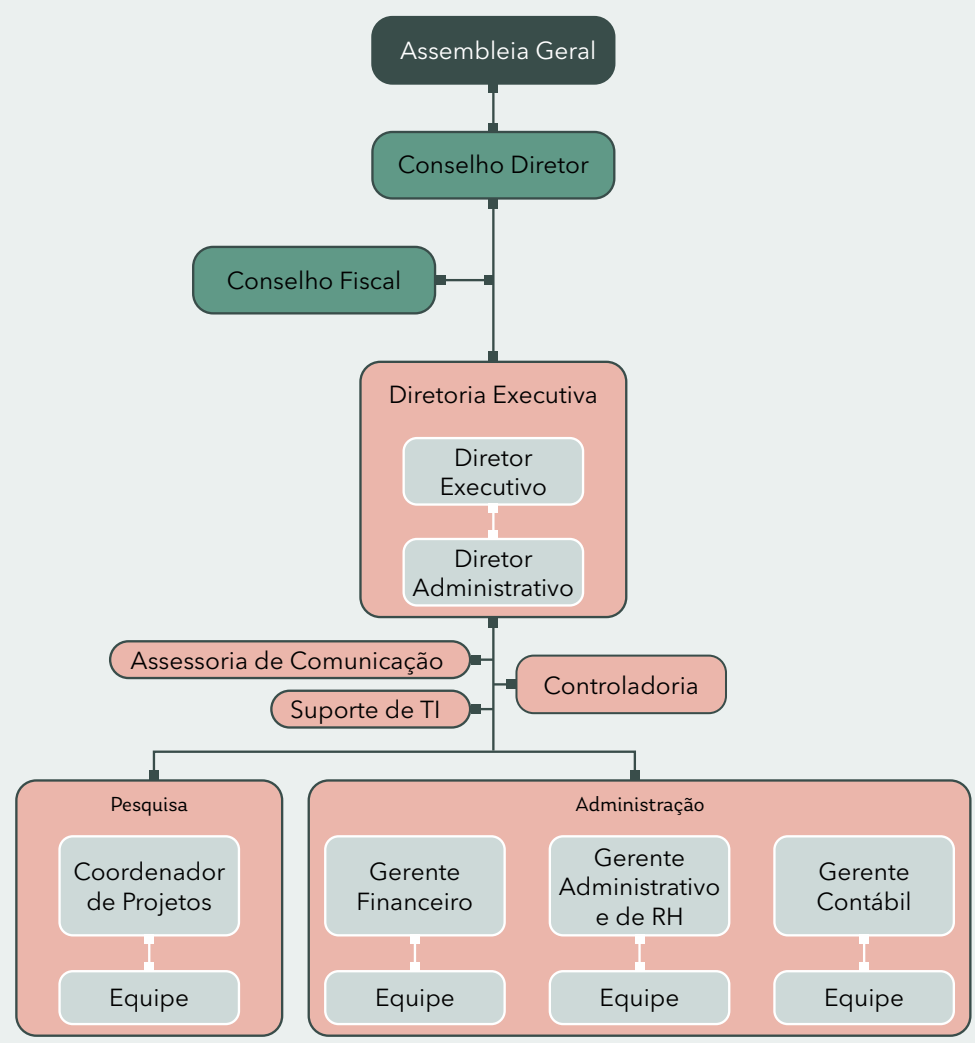 Assembleia Geral
Conselho Diretor
Conselho Fiscal
Diretoria Executiva
Diretor
Executivo
Diretor
Administrativo
Assessoria de Comunicação
Controladoria
Suporte de TI
Pesquisa
Coordenador
de Projetos
Equipe
Administração
Gerente
Financeiro
Equipe
Gerente
Administrativo
e de RH
Equipe
Gerente
Contábil
Equipe